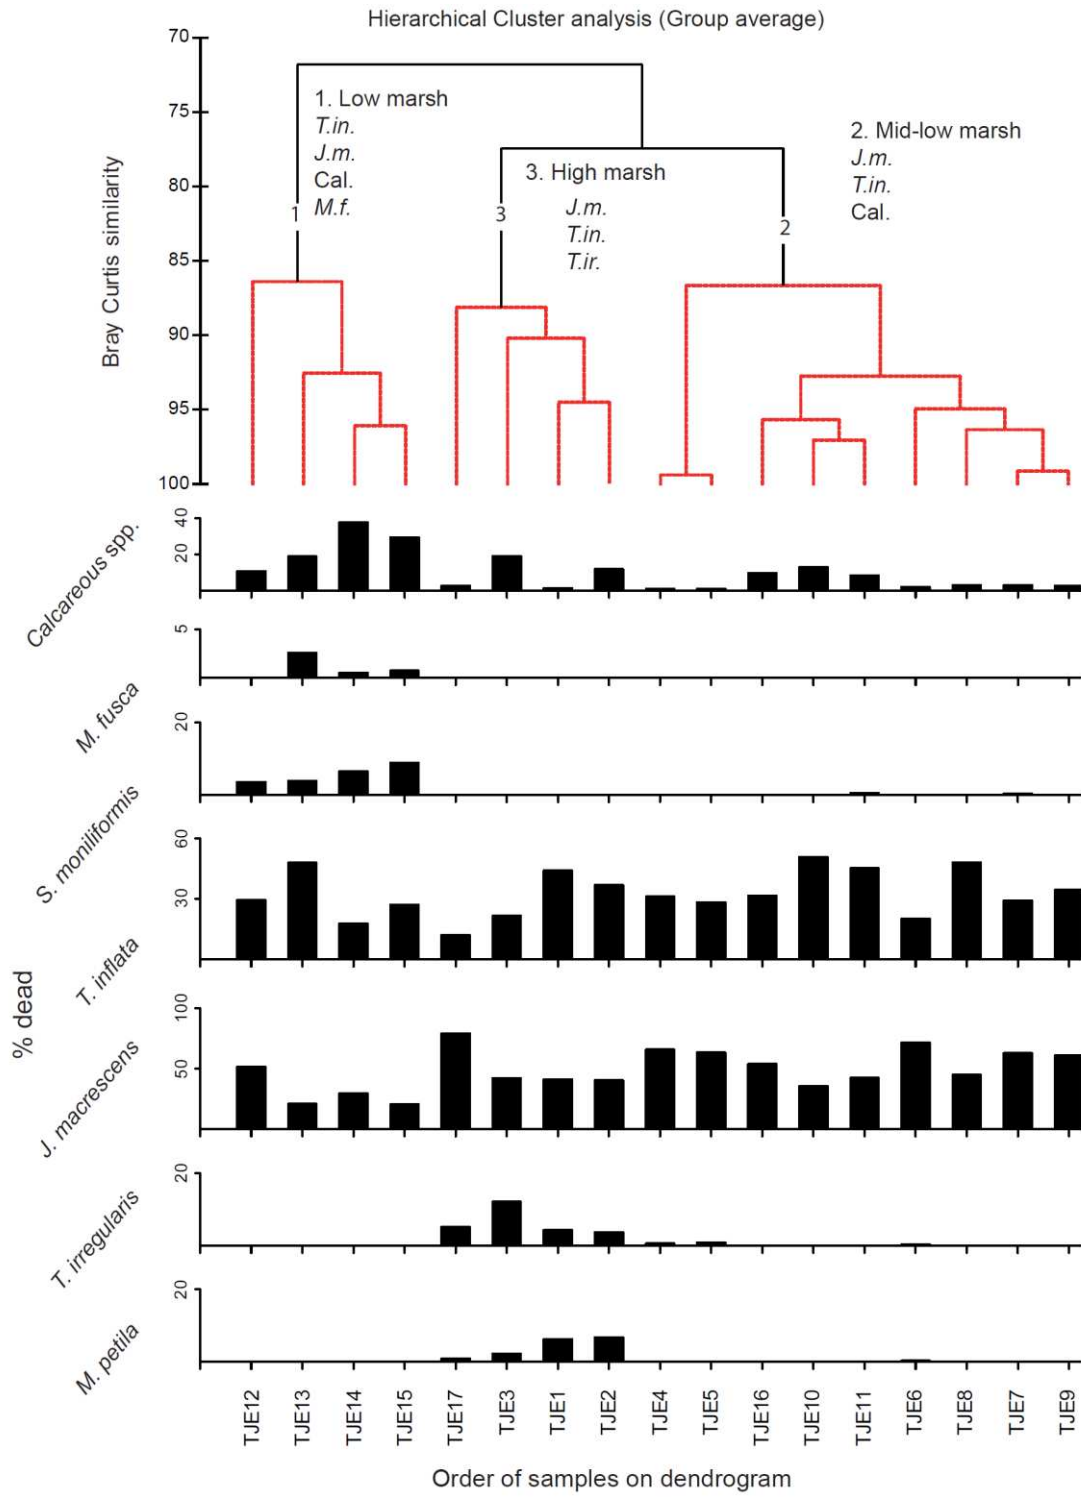 Hierarchical Cluster analysis (Group average)
Bray Curtis similarity
70
75
80
85
90
95
100
1. Low marsh
T.in.
J.m.
Cal.
M.f.
3. High marsh
J.m.
T.in.
T.ir.
2. Mid-low marsh
J.m.
T.in.
Cal.
1
3
2
% dead
Calcareous spp.
40
20
M. fusca
5
S. moniliformis
20
T. inflata
60
30
J. macrescens
100
50
T. irregularis
20
M. petila
20
TJE12
TJE13
TJE14
TJE15
TJE17
TJE3
TJE1
TJE2
TJE4
TJE5
TJE16
TJE10
TJE11
TJE6
TJE8
TJE7
TJE9
Order of samples on dendrogram